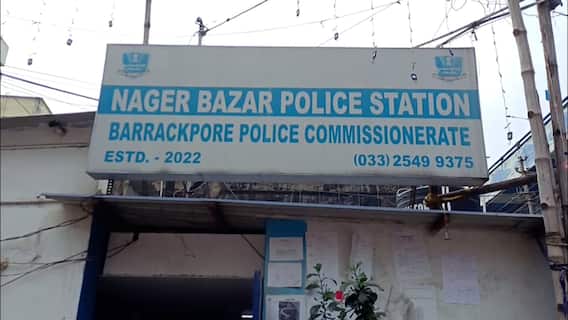 NAGER BAZAR POLICE STATION
BARRACKPORE POLICE COMMISSIONERATE
ESTD. - 2022 (033) 2549 9375